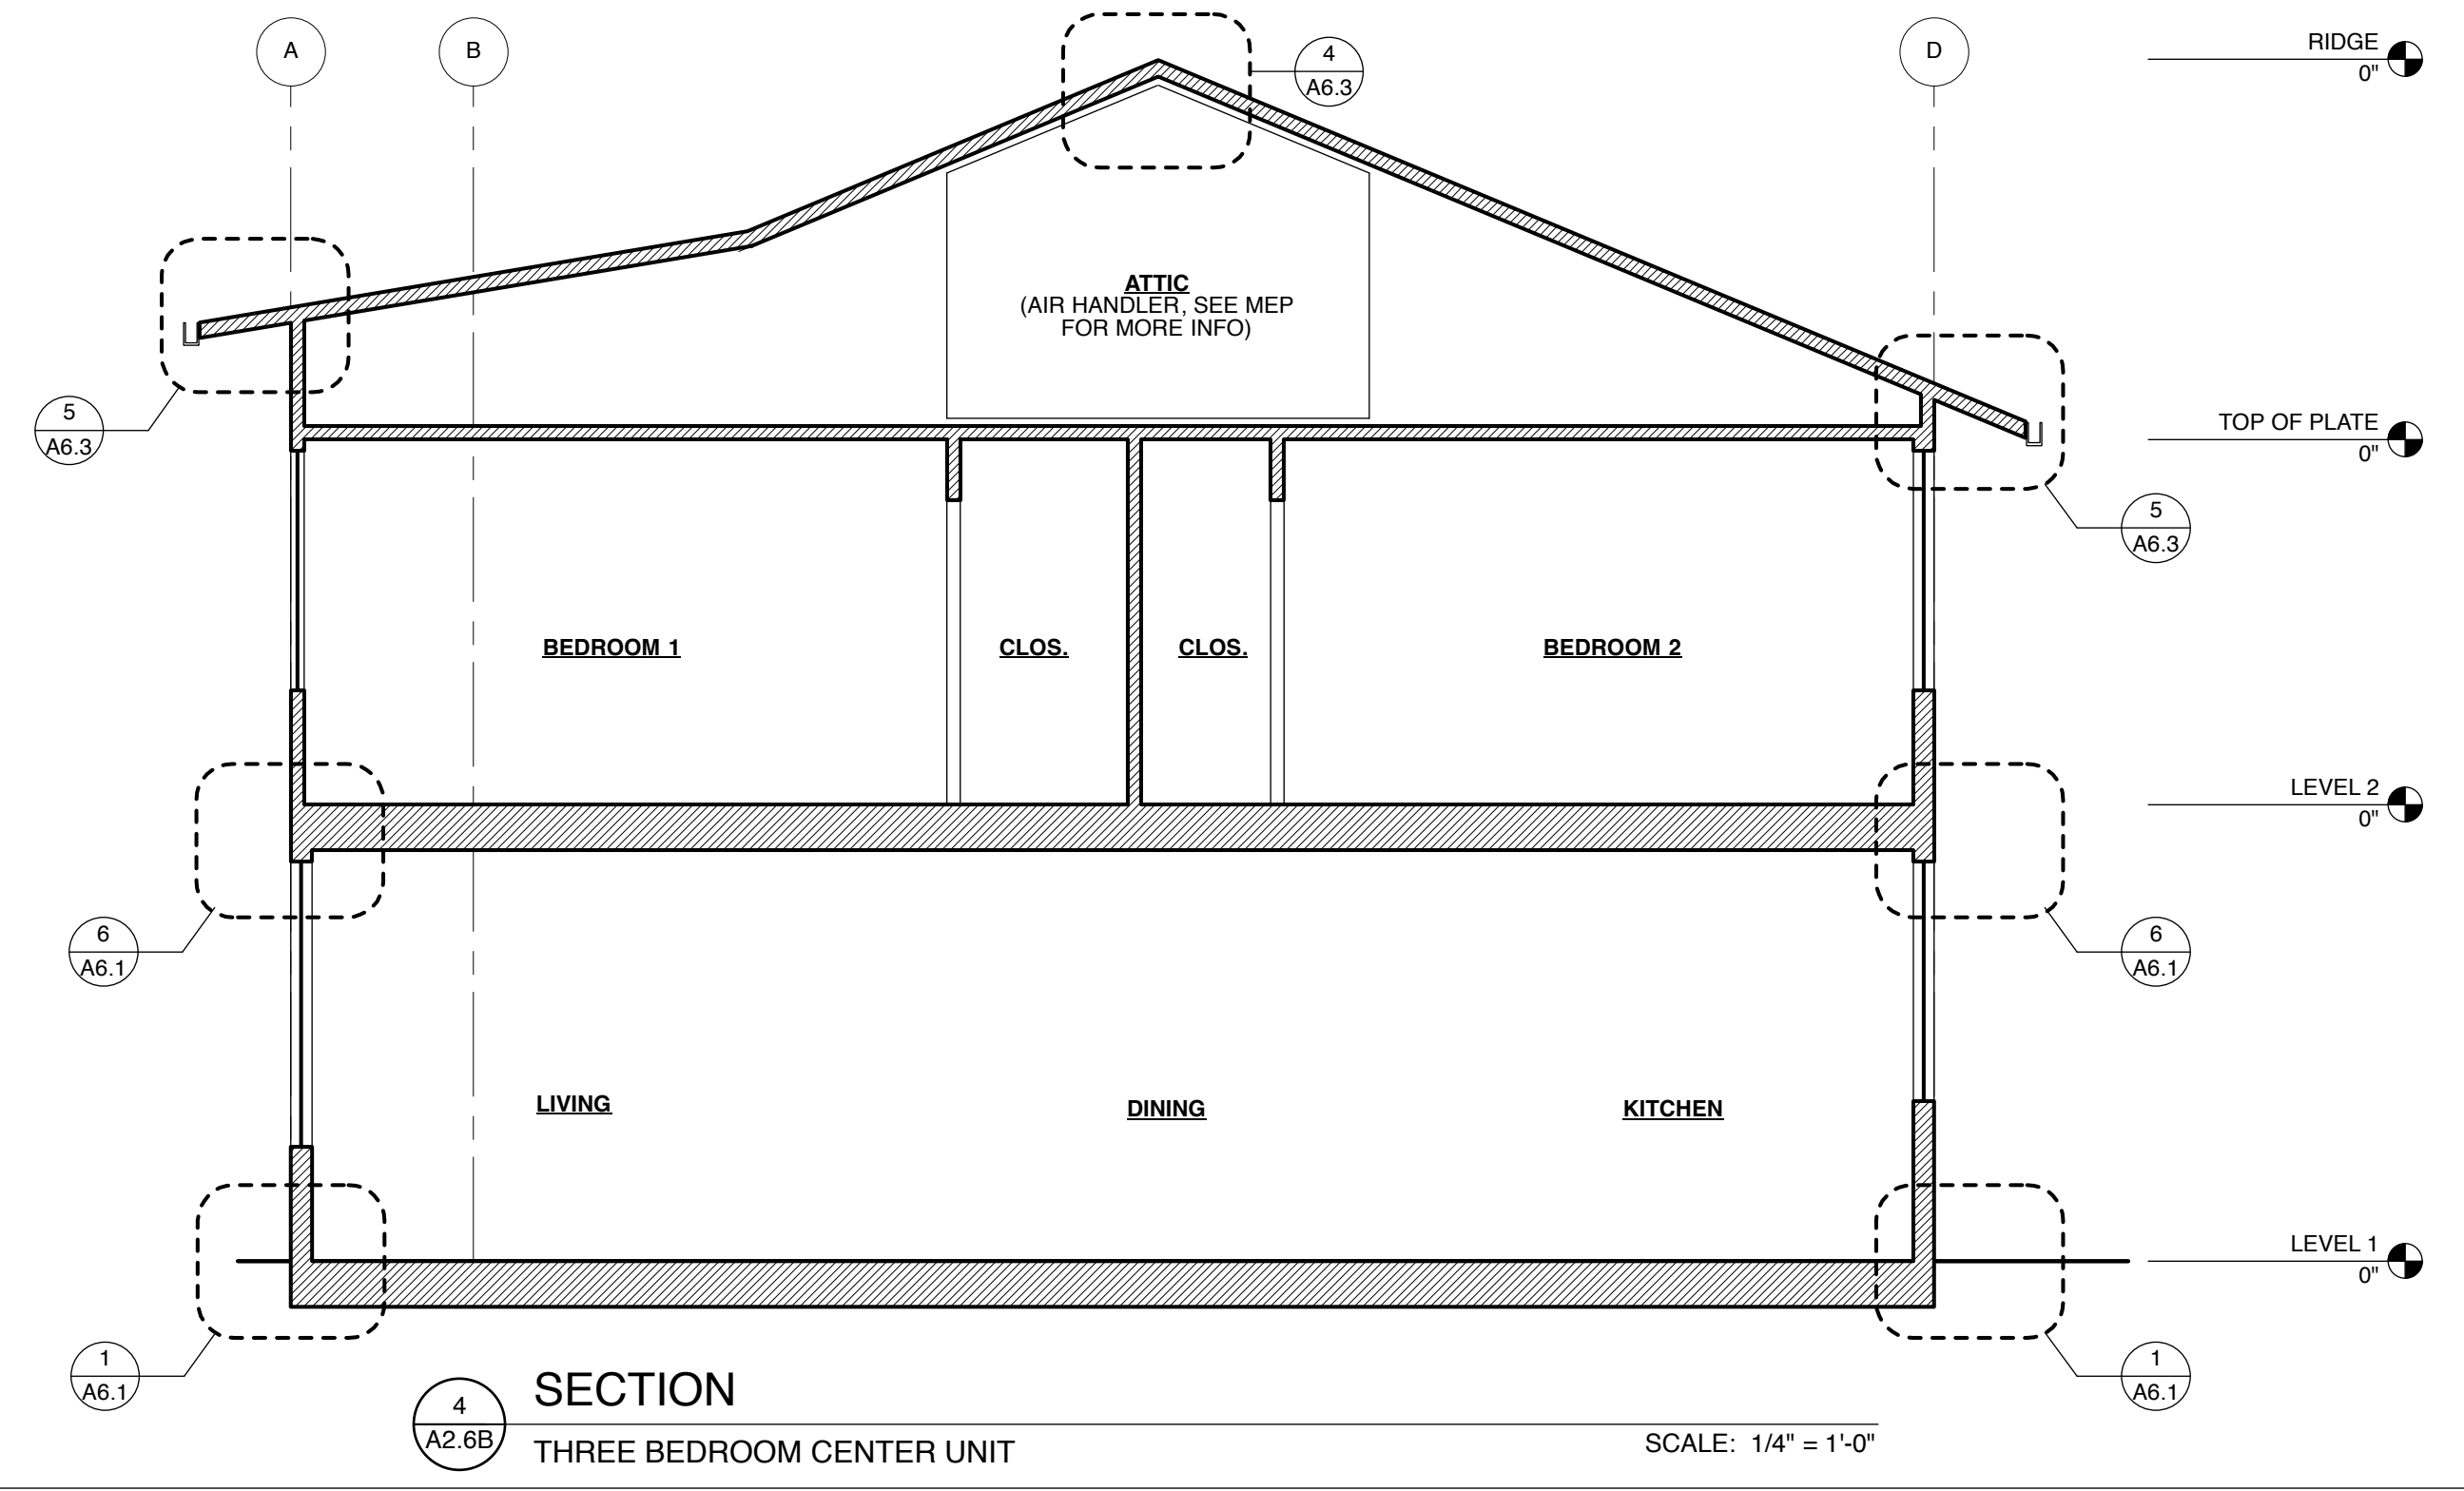 A
B
4
A6.3
D
RIDGE
0"
ATTIC
(AIR HANDLER, SEE MEP
FOR MORE INFO)
5
A6.3
TOP OF PLATE
0"
5
A6.3
BEDROOM 1
CLOS.
CLOS.
BEDROOM 2
LEVEL 2
0"
6
A6.1
6
A6.1
LIVING
DINING
KITCHEN
LEVEL 1
0"
1
A6.1
1
A6.1
4
A2.6B
SECTION
THREE BEDROOM CENTER UNIT
SCALE: 1/4" = 1'-0"